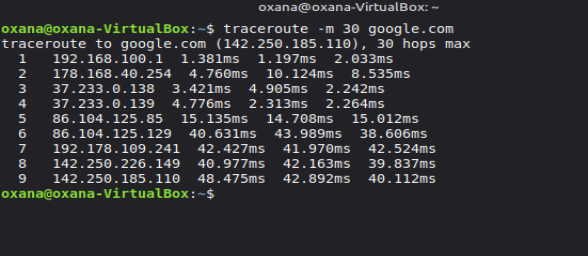 oxana@oxana-VirtualBox: ~
oxana@oxana-VirtualBox:~$ traceroute -m 30 google.com
traceroute to google.com (142.250.185.110), 30 hops max
1 192.168.100.1 1.381ms 1.197ms 2.033ms
2 178.168.40.254 4.760ms 10.124ms 8.535ms
3 37.233.0.138 3.421ms 4.905ms 2.242ms
4 37.233.0.139 4.776ms 2.313ms 2.264ms
5 86.104.125.85 15.135ms 14.708ms 15.012ms
6 86.104.125.129 40.631ms 43.989ms 38.606ms
7 192.178.109.241 42.427ms 41.970ms 42.524ms
8 142.250.226.149 40.977ms 42.163ms 39.837ms
9 142.250.185.110 48.475ms 42.892ms 40.112ms
oxana@oxana-VirtualBox:~$